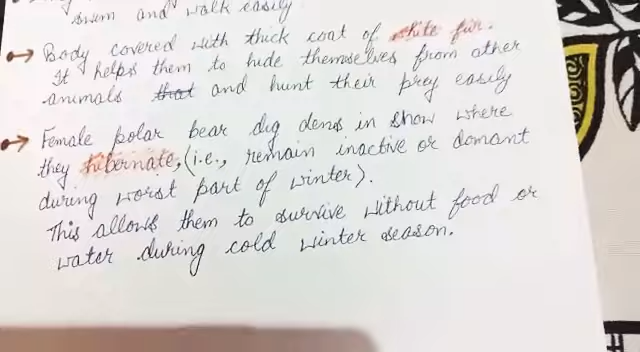 swim and walk easily
Body covered with thick coat of white fur.
It helps them to hide themselves from other
animals that and hunt their prey easily
Female polar bear dig dens in snow where
they hibernate, (i.e., remain inactive or domant
during worst part of winter).
This allows them to survive without food or
water during cold winter season.